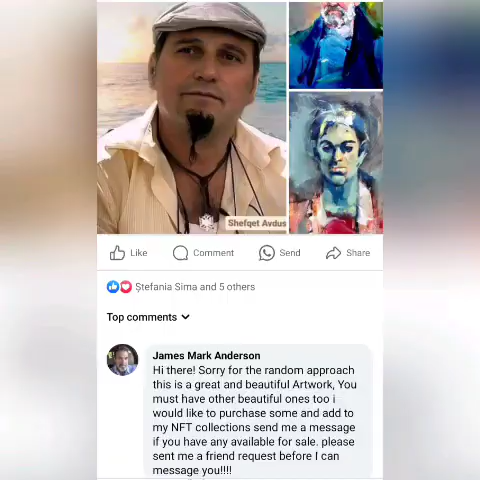 Shefqet Avdus
Like
Comment
Send
Share
Ștefania Sima and 5 others
Top comments
James Mark Anderson
Hi there! Sorry for the random approach
this is a great and beautiful Artwork, You
must have other beautiful ones too i
would like to purchase some and add to
my NFT collections send me a message
if you have any available for sale. please
sent me a friend request before I can
message you!!!!